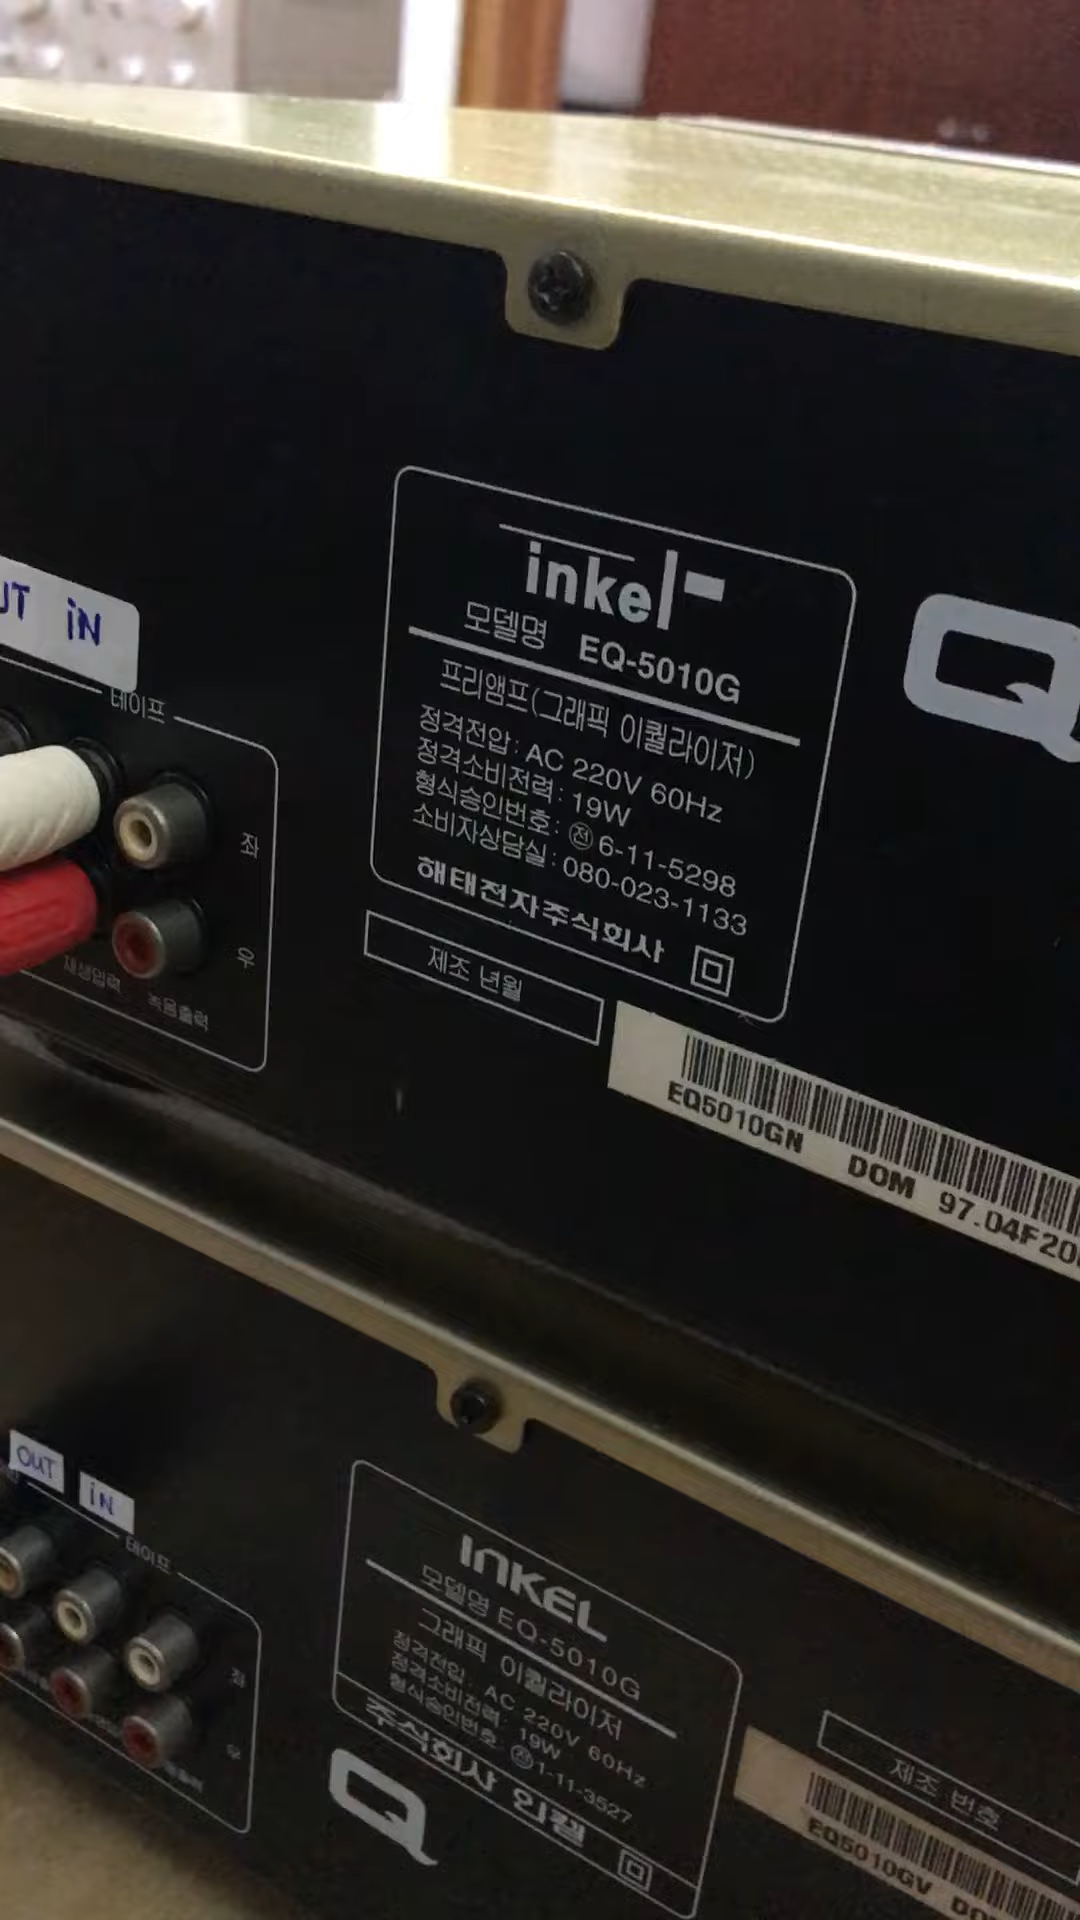 inkel
모델명 EQ-5010G
프리앰프(그래픽 이퀄라이저)
정격전압: AC 220V 60Hz
정격소비전력: 19W
형식승인번호: ㉠6-11-5298
소비자상담실: 080-023-1133
해태전자주식회사
제조 년월
Q
IN
테이프
좌
우
재생입력 녹음출력
EQ5010GN DOM 97.04F20
OUT IN
테이프
좌
우
INKEL
모델명 EQ-5010G
그래픽 이퀄라이저
정격전압: AC 220V 60Hz
정격소비전력: 19W
형식승인번호: 전1-11-3527
주식회사 인켈
Q
제조 번호
EQ5010GV